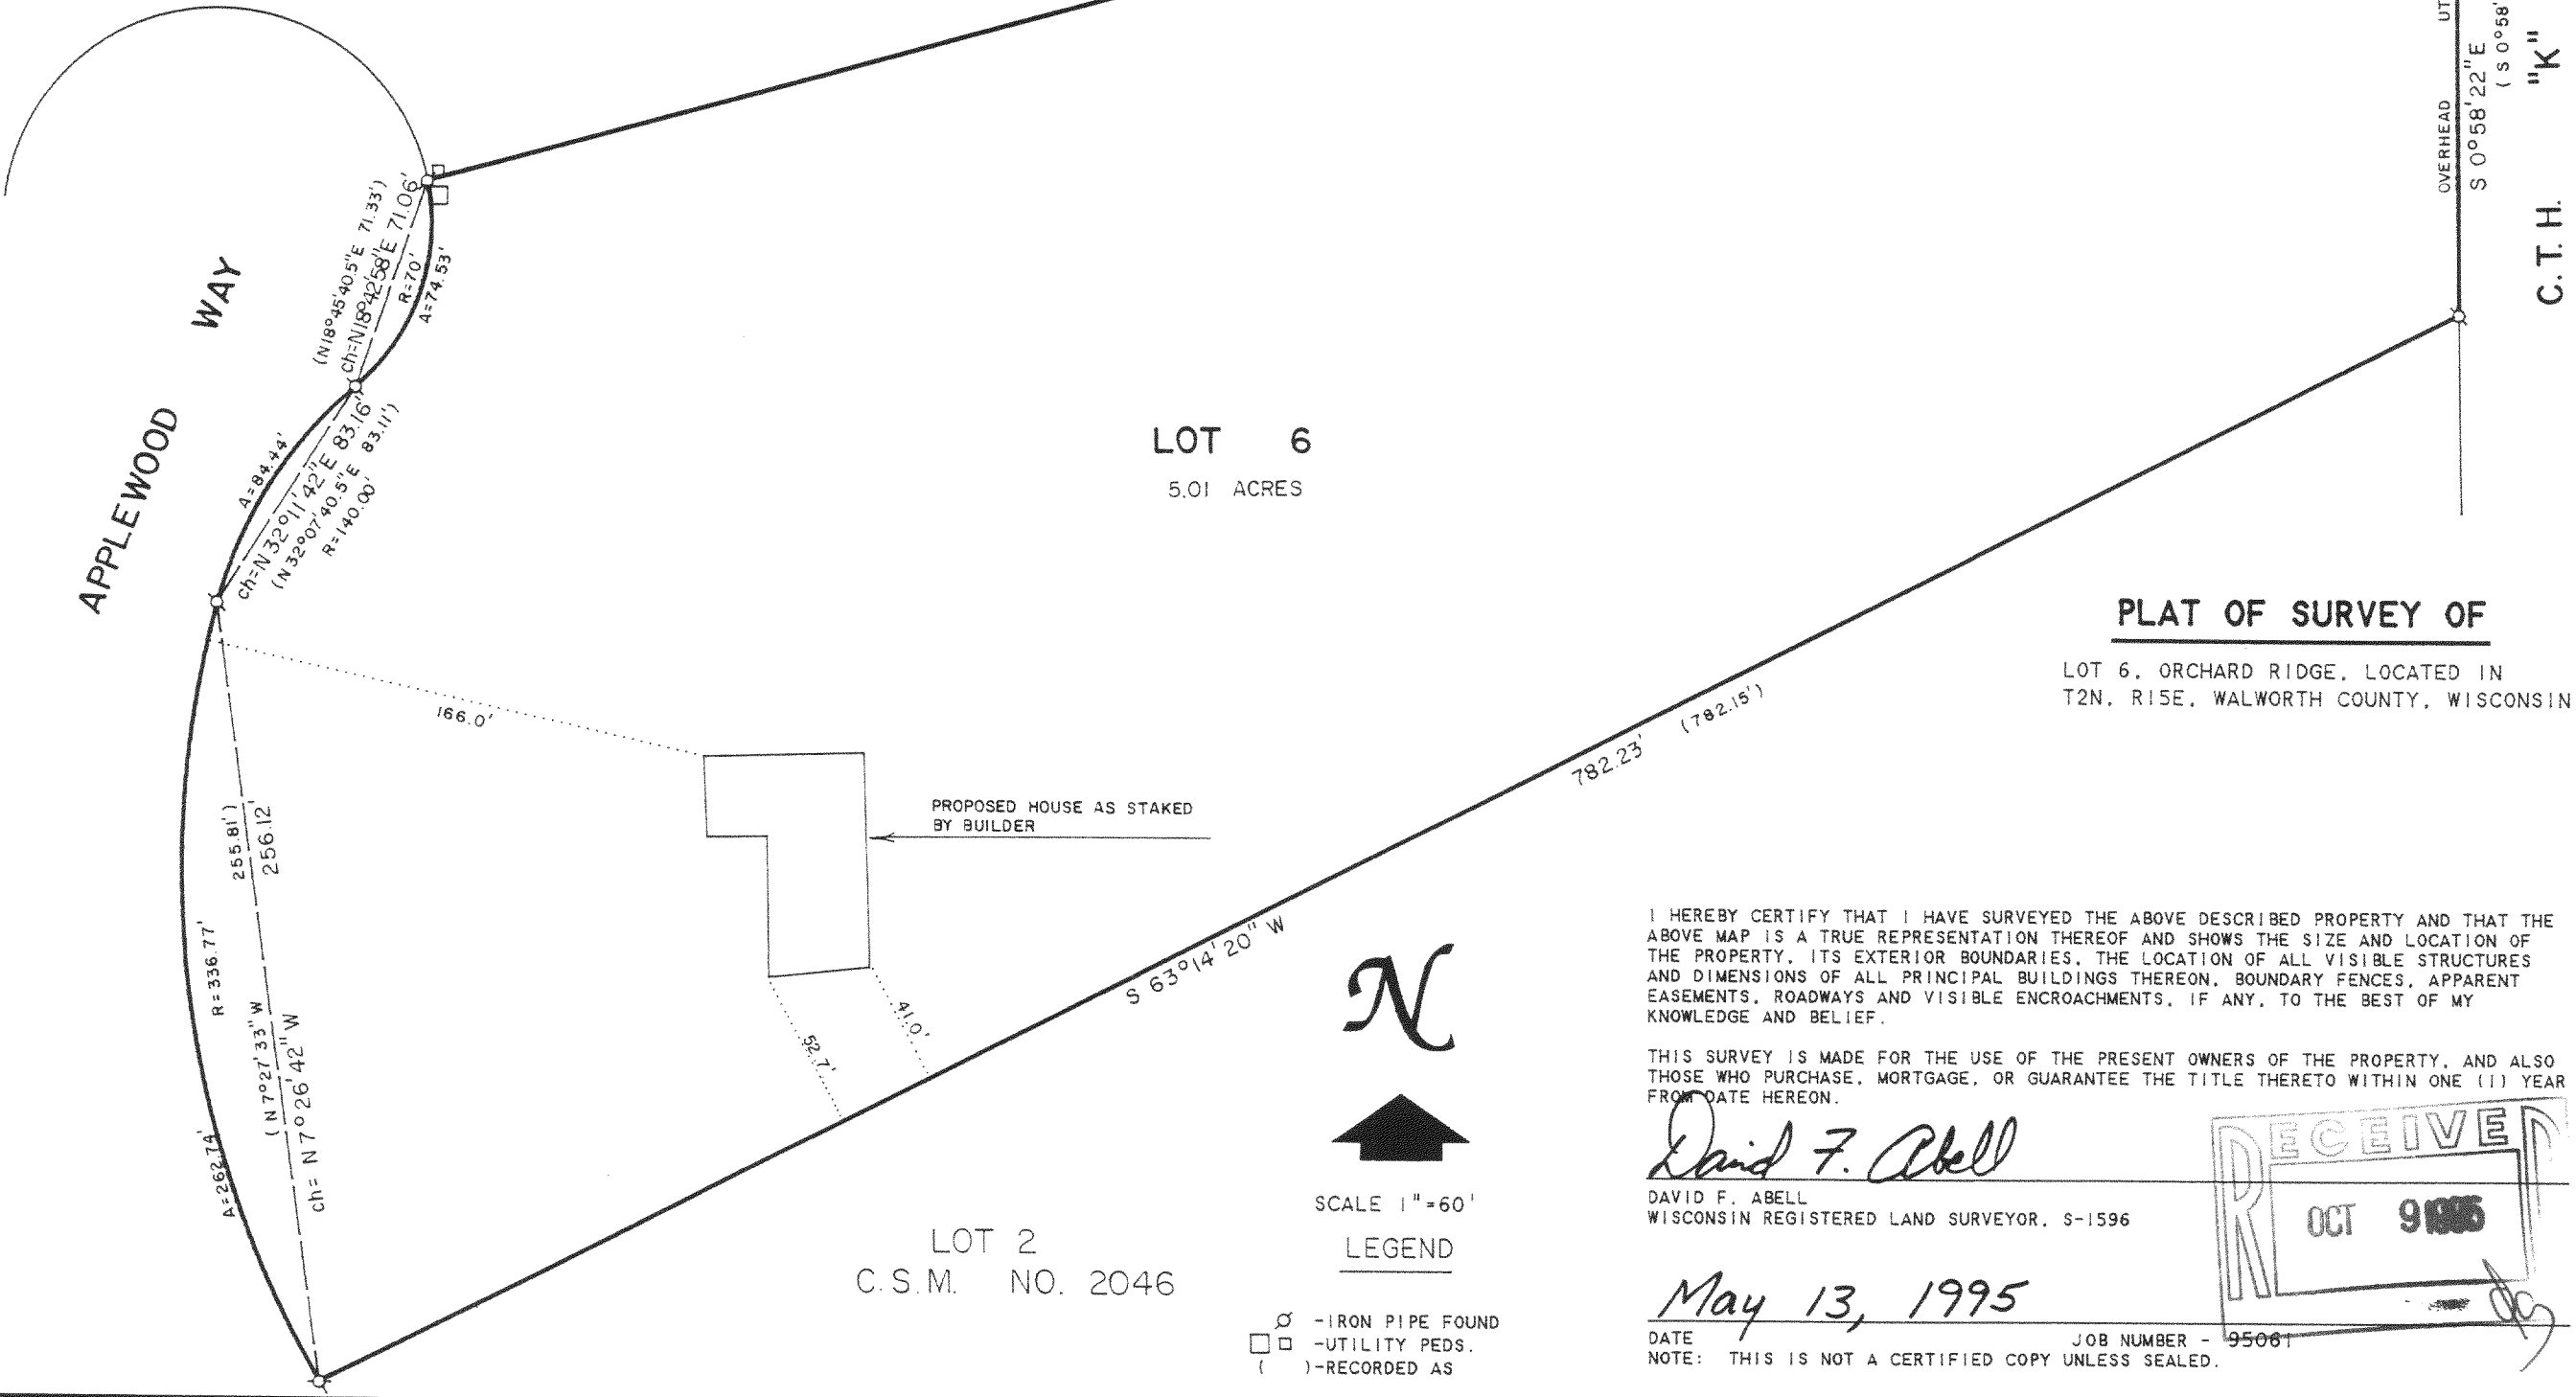 APPLEWOOD WAY
(N18°45'40.5"E 71.33')
ch=N18°42'58"E 71.06'
R=70'
A=74.53'
A=84.44'
ch=N32°11'42"E 83.16'
(N32°07'40.5"E 83.11')
R=140.00'
OVERHEAD UT
S 0°58'22"E
(S 0°58'
C.T.H. "K"
LOT 6
5.01 ACRES
166.0'
255.81')
256.12'
R=336.77'
(N7°27'33"W
ch= N7°26'42"W
A=262.74'
PROPOSED HOUSE AS STAKED
BY BUILDER
52.7'
41.0'
S 63°14'20" W
782.23' (782.15')
PLAT OF SURVEY OF
LOT 6, ORCHARD RIDGE, LOCATED IN
T2N, R15E, WALWORTH COUNTY, WISCONSIN
N
SCALE 1"=60'
LEGEND
-IRON PIPE FOUND
-UTILITY PEDS.
( )-RECORDED AS
LOT 2
C.S.M. NO. 2046
I HEREBY CERTIFY THAT I HAVE SURVEYED THE ABOVE DESCRIBED PROPERTY AND THAT THE
ABOVE MAP IS A TRUE REPRESENTATION THEREOF AND SHOWS THE SIZE AND LOCATION OF
THE PROPERTY, ITS EXTERIOR BOUNDARIES, THE LOCATION OF ALL VISIBLE STRUCTURES
AND DIMENSIONS OF ALL PRINCIPAL BUILDINGS THEREON, BOUNDARY FENCES, APPARENT
EASEMENTS, ROADWAYS AND VISIBLE ENCROACHMENTS, IF ANY, TO THE BEST OF MY
KNOWLEDGE AND BELIEF.
THIS SURVEY IS MADE FOR THE USE OF THE PRESENT OWNERS OF THE PROPERTY, AND ALSO
THOSE WHO PURCHASE, MORTGAGE, OR GUARANTEE THE TITLE THERETO WITHIN ONE (1) YEAR
FROM DATE HEREON.
David F. Abell
DAVID F. ABELL
WISCONSIN REGISTERED LAND SURVEYOR, S-1596
RECEIVED
OCT 9 1995
May 13, 1995
DATE JOB NUMBER - 95061
NOTE: THIS IS NOT A CERTIFIED COPY UNLESS SEALED.